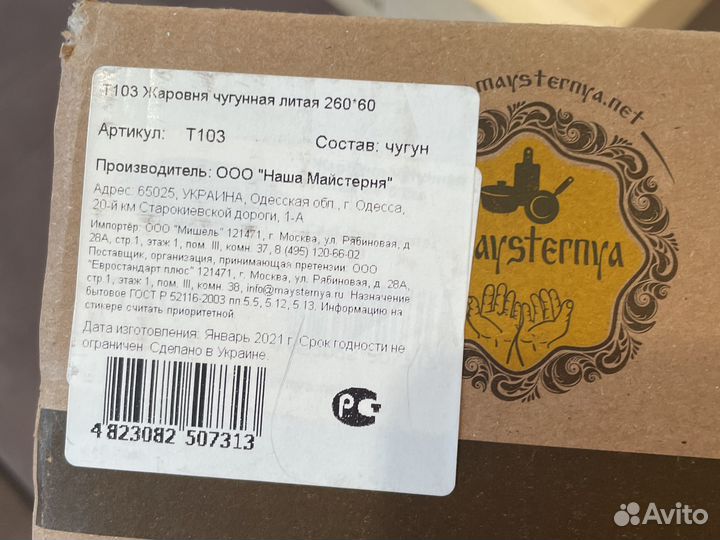 Т103 Жаровня чугунная литая 260*60
Артикул: Т103 Состав: чугун
Производитель: ООО "Наша Майстерня"
Адрес: 65025, УКРАИНА, Одесская обл., г. Одесса,
20-й км Старокиевской дороги, 1-А
Импортёр: ООО "Мишель" 121471, г. Москва, ул. Рябиновая, д.
28А, стр.1, этаж 1, пом. III, комн. 37, 8 (495) 120-66-02
Поставщик, организация, принимающая претензии: ООО
"Евростандарт плюс" 121471, г. Москва, ул. Рябиновая, д. 28А,
стр.1, этаж 1, пом. III, комн. 38, info@maysternya.ru. Назначение
бытовое ГОСТ Р 52116-2003 пп.5.5, 5.12, 5.13. Информацию на
стикере считать приоритетной.
Дата изготовления: Январь 2021 г. Срок годности не
ограничен. Сделано в Украине.
4 823082 507313
РСТ
maysternya.net
maysternya
Avito